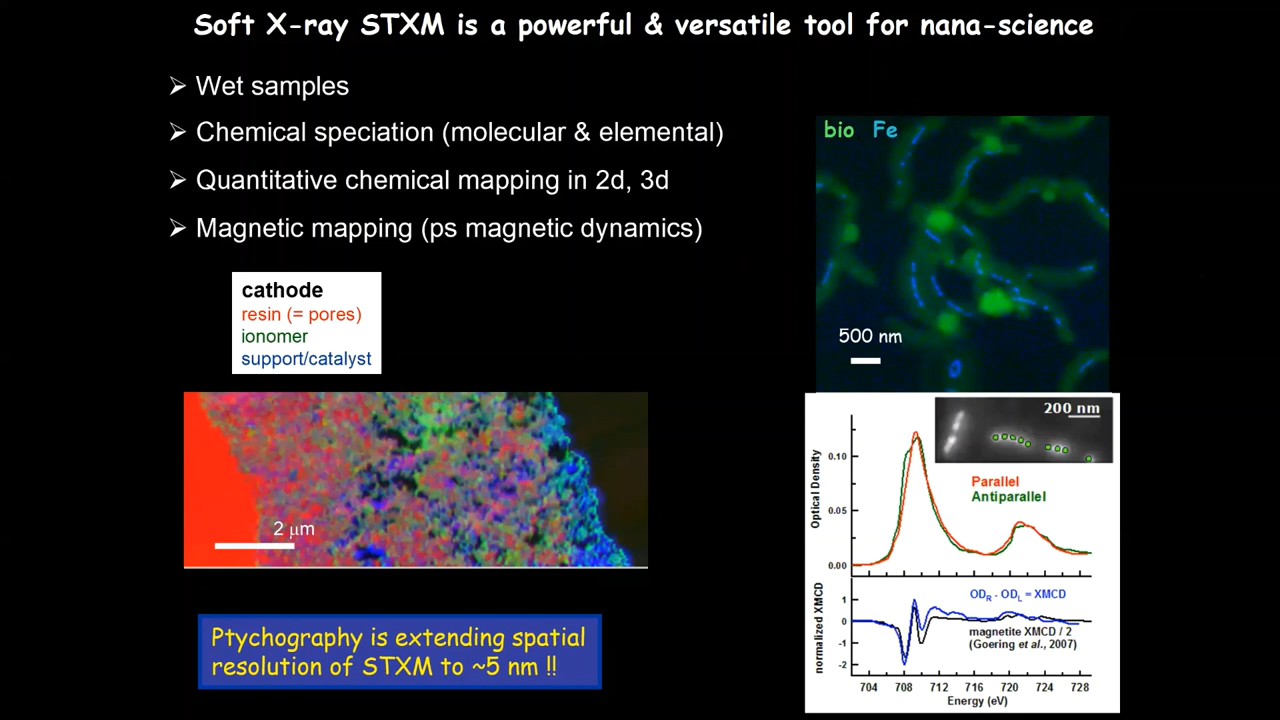 Soft X-ray STXM is a powerful & versatile tool for nana-science
➢ Wet samples
➢ Chemical speciation (molecular & elemental)
➢ Quantitative chemical mapping in 2d, 3d
➢ Magnetic mapping (ps magnetic dynamics)
cathode
resin (= pores)
ionomer
support/catalyst
2 µm
Ptychography is extending spatial
resolution of STXM to ~5 nm !!
bio Fe
500 nm
200 nm
Parallel
Antiparallel
Optical Density
0.10
0.05
0.00
OD_R - OD_L = XMCD
magnetite XMCD / 2
(Goering et al., 2007)
normalized XMCD
1
0
-1
-2
704 708 712 716 720 724 728
Energy (eV)